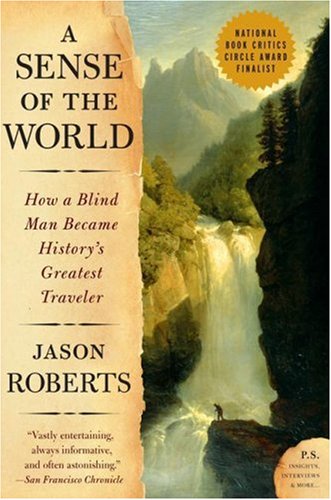 A
SENSE
OF THE
WORLD
How a Blind
Man Became
History's
Greatest
Traveler
JASON
ROBERTS
"Vastly entertaining,
always informative,
and often astonishing."
—San Francisco Chronicle
NATIONAL
BOOK CRITICS
CIRCLE AWARD
FINALIST
P.S.
INSIGHTS,
INTERVIEWS
& MORE...